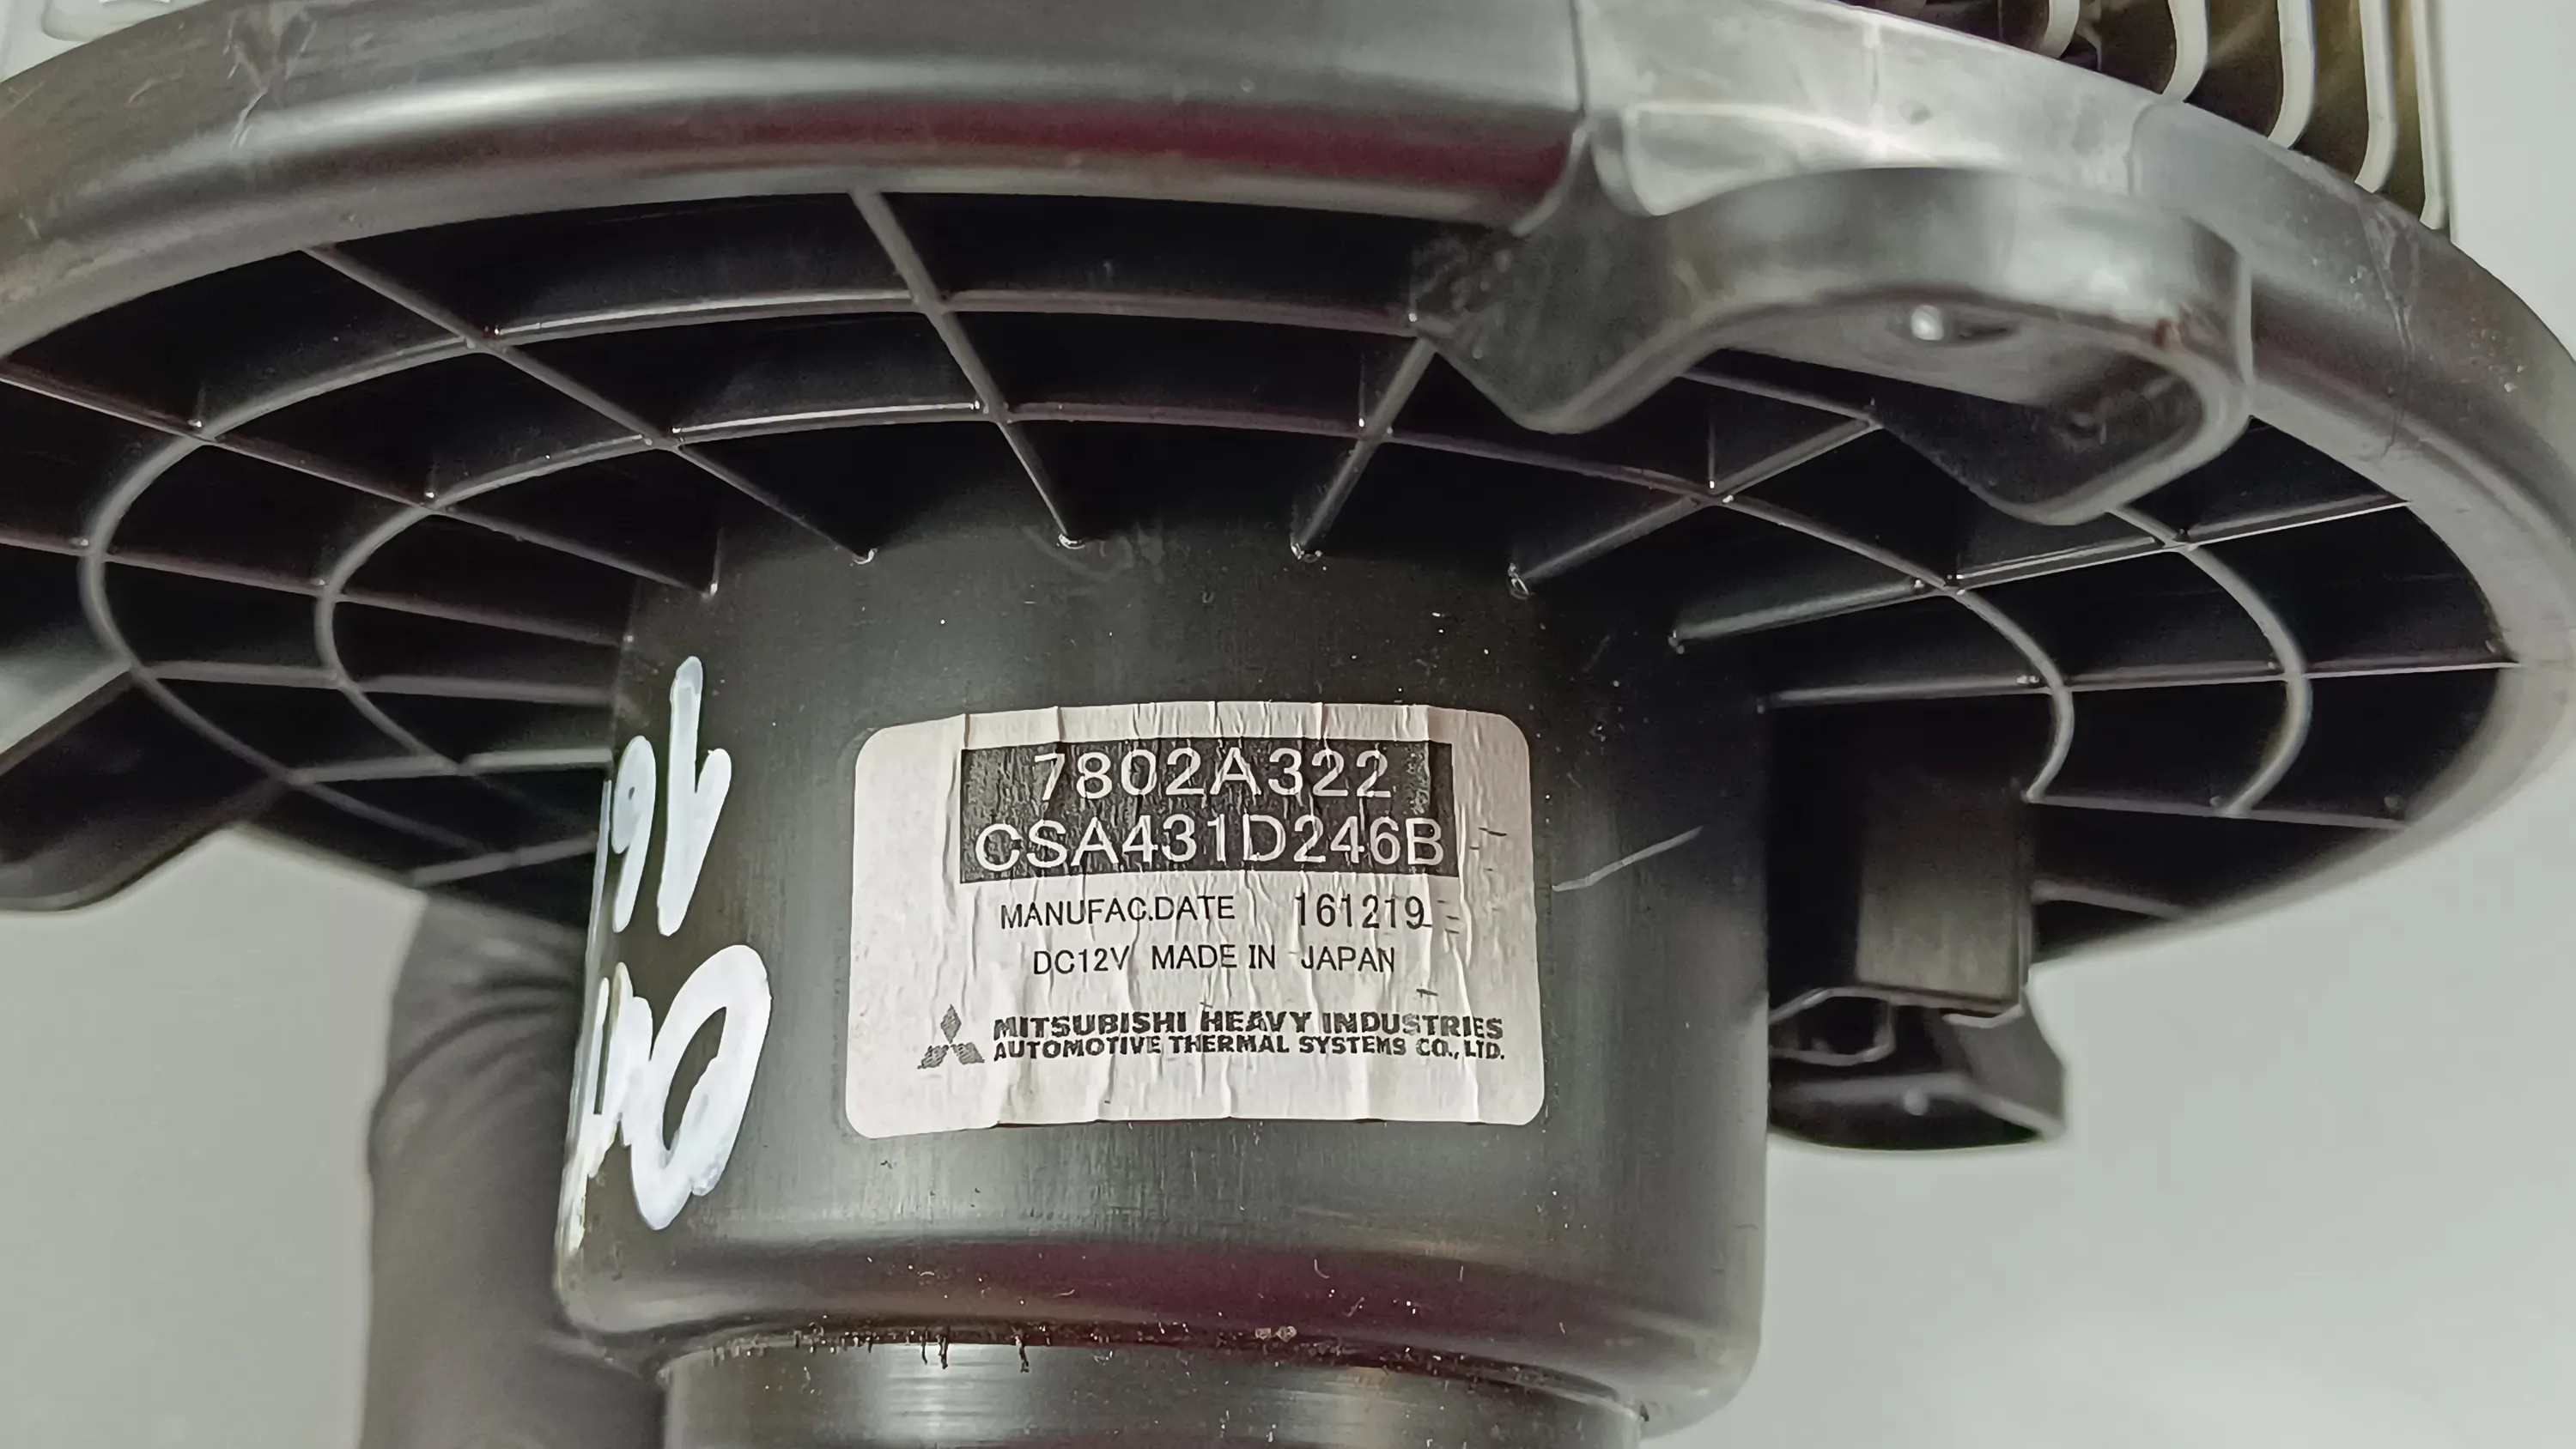 7802A322
CSA431D246B
MANUFAC.DATE 161219
DC12V MADE IN JAPAN
MITSUBISHI HEAVY INDUSTRIES
AUTOMOTIVE THERMAL SYSTEMS CO., LTD.